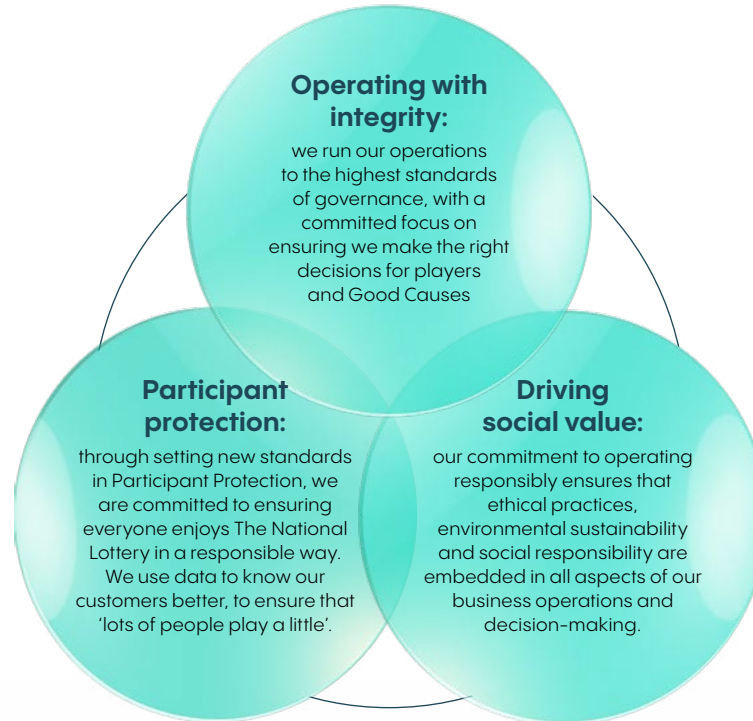 Operating with
integrity:
we run our operations
to the highest standards
of governance, with a
committed focus on
ensuring we make the right
decisions for players
and Good Causes
Participant
protection:
through setting new standards
in Participant Protection, we
are committed to ensuring
everyone enjoys The National
Lottery in a responsible way.
We use data to know our
customers better, to ensure that
‘lots of people play a little’.
Driving
social value:
our commitment to operating
responsibly ensures that
ethical practices,
environmental sustainability
and social responsibility are
embedded in all aspects of our
business operations and
decision-making.